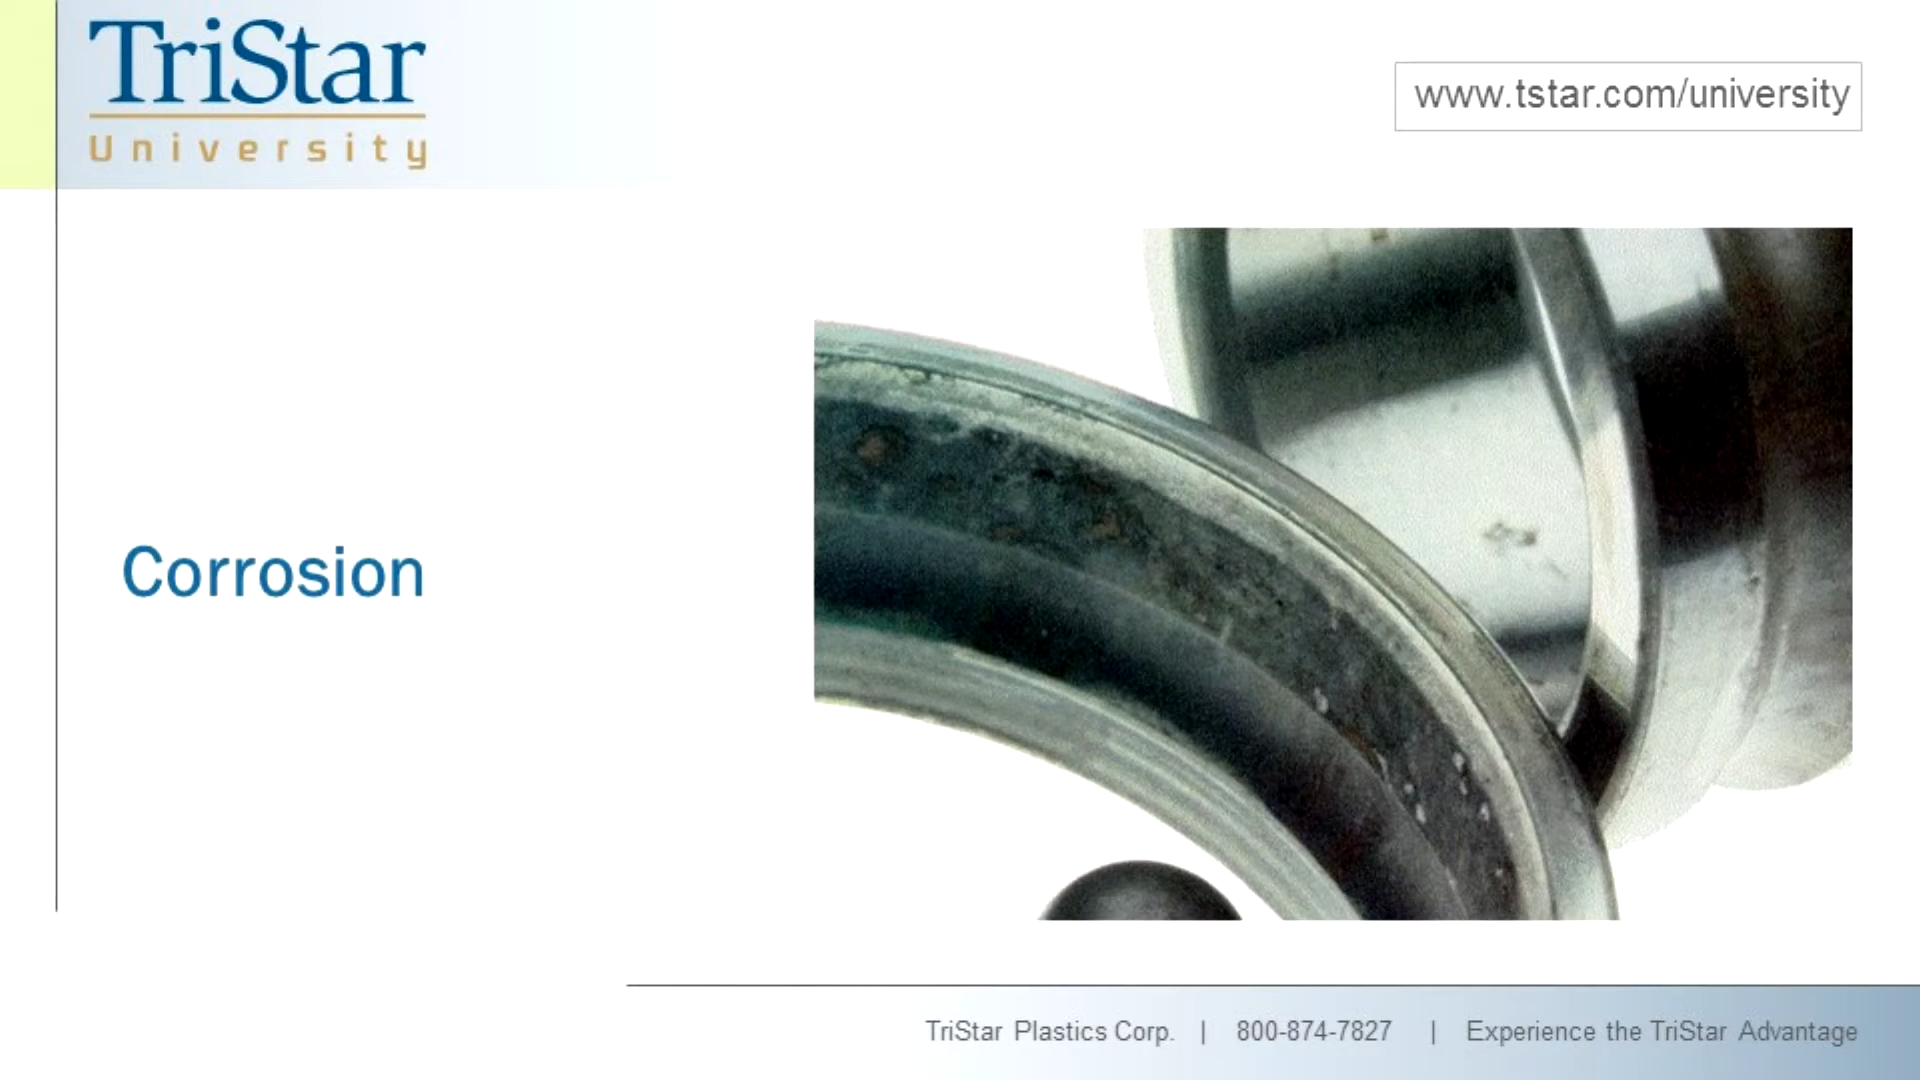 TriStar
University
www.tstar.com/university
Corrosion
TriStar Plastics Corp. | 800-874-7827 | Experience the TriStar Advantage